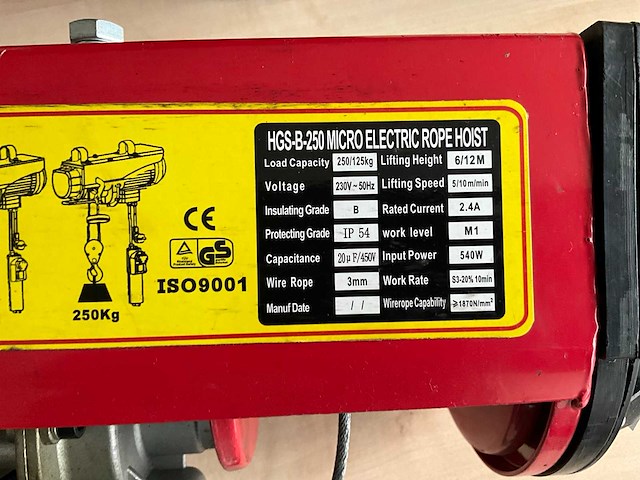 HGS-B-250 MICRO ELECTRIC ROPE HOIST
Load Capacity 250/125kg Lifting Height 6/12M
Voltage 230V~50Hz Lifting Speed 5/10m/min
Insulating Grade B Rated Current 2.4A
Protecting Grade IP 54 work level M1
Capacitance 20μF/450V Input Power 540W
Wire Rope 3mm Work Rate S3-20% 10min
Manuf Date / / Wirerope Capability ≥1870N/mm²
CE
GS
ISO9001
250Kg